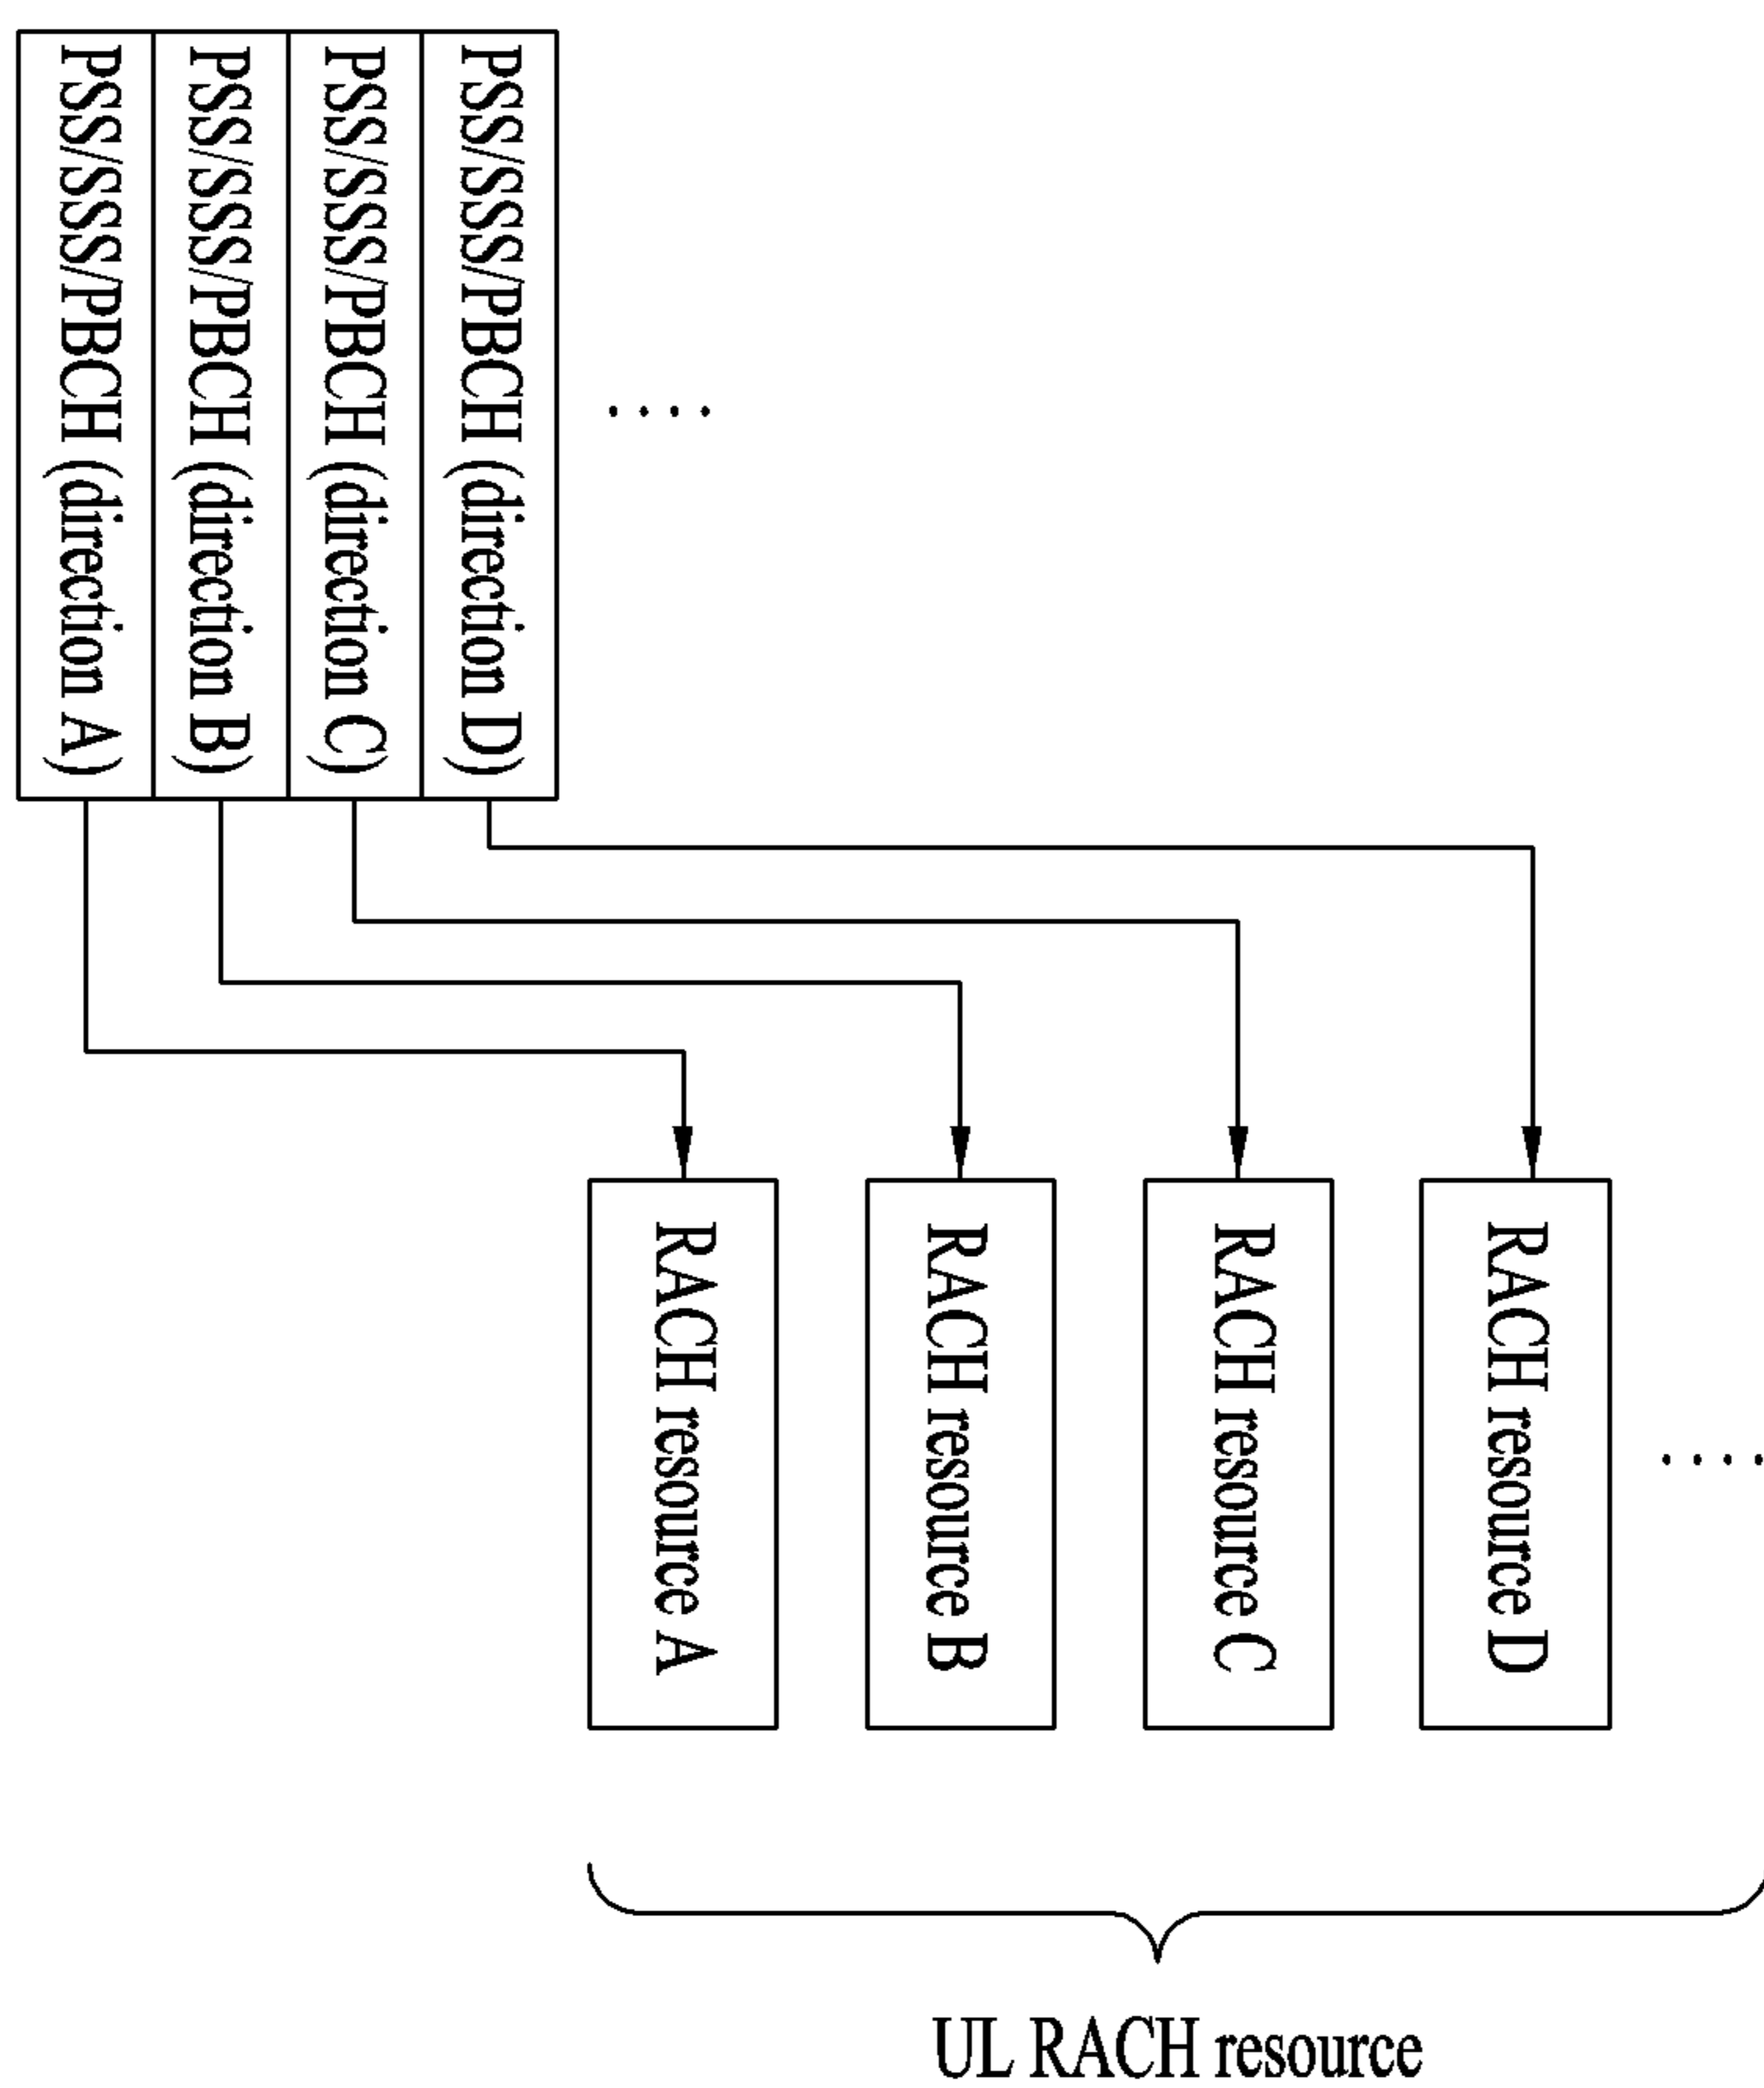 PSS/SSS/PBCH (direction A)
PSS/SSS/PBCH (direction B)
PSS/SSS/PBCH (direction C)
PSS/SSS/PBCH (direction D)
....
RACH resource A
RACH resource B
RACH resource C
RACH resource D
....
UL RACH resource